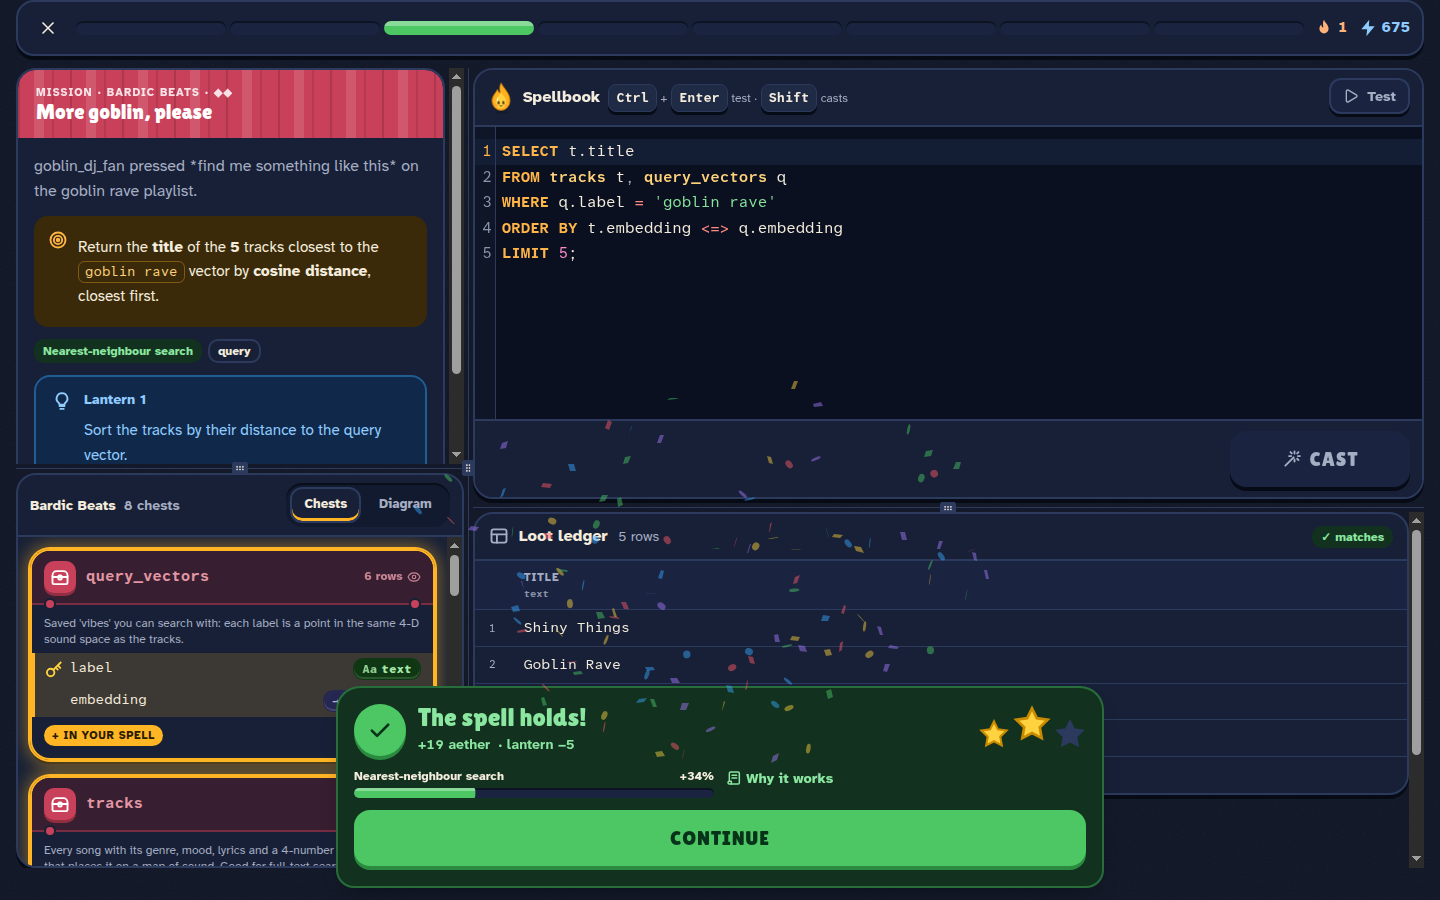 1
675
MISSION · BARDIC BEATS · ◆◆
More goblin, please
goblin_dj_fan pressed *find me something like this* on
the goblin rave playlist.
Return the title of the 5 tracks closest to the
goblin rave vector by cosine distance,
closest first.
Nearest-neighbour search
query
Lantern 1
Sort the tracks by their distance to the query
vector.
Spellbook Ctrl + Enter test · Shift casts
Test
1 SELECT t.title
2 FROM tracks t, query_vectors q
3 WHERE q.label = 'goblin rave'
4 ORDER BY t.embedding <=> q.embedding
5 LIMIT 5;
CAST
Bardic Beats 8 chests
Chests
Diagram
query_vectors
6 rows
Saved 'vibes' you can search with: each label is a point in the same 4-D
sound space as the tracks.
label
Aa text
embedding
+ IN YOUR SPELL
tracks
Every song with its genre, mood, lyrics and a 4-number
Loot ledger 5 rows
✓ matches
TITLE
text
1 Shiny Things
2 Goblin Rave
The spell holds!
+19 aether · lantern −5
Nearest-neighbour search
+34%
Why it works
CONTINUE